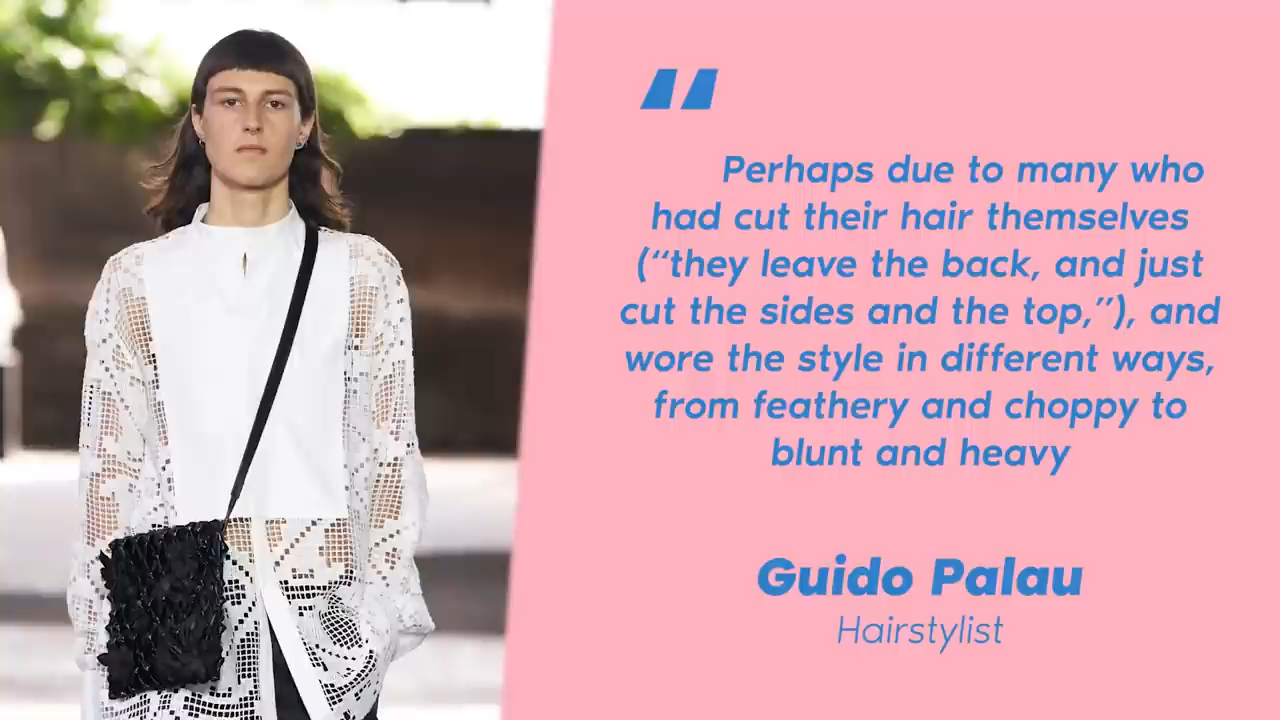 “
Perhaps due to many who
had cut their hair themselves
(“they leave the back, and just
cut the sides and the top,”), and
wore the style in different ways,
from feathery and choppy to
blunt and heavy
Guido Palau
Hairstylist